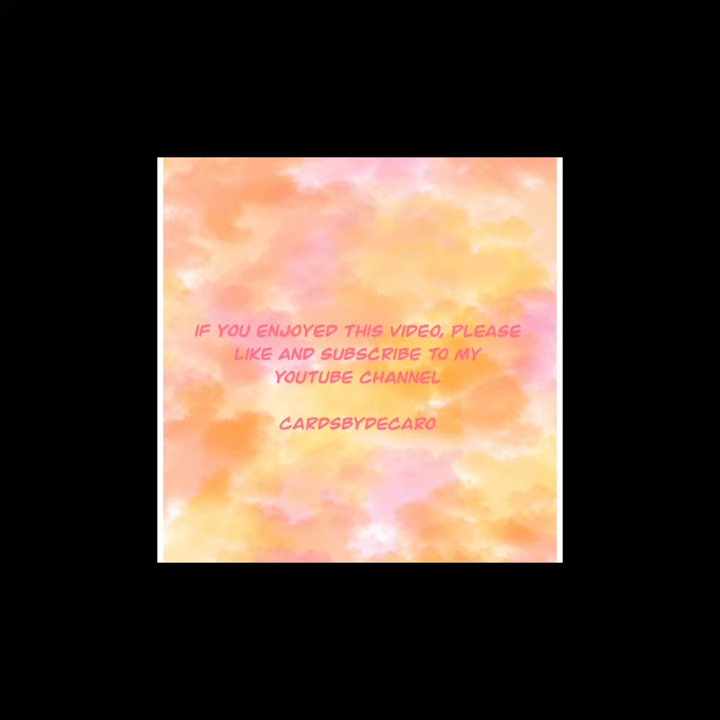 IF YOU ENJOYED THIS VIDEO, PLEASE
LIKE AND SUBSCRIBE TO MY
YOUTUBE CHANNEL
CARDSBYDECARO